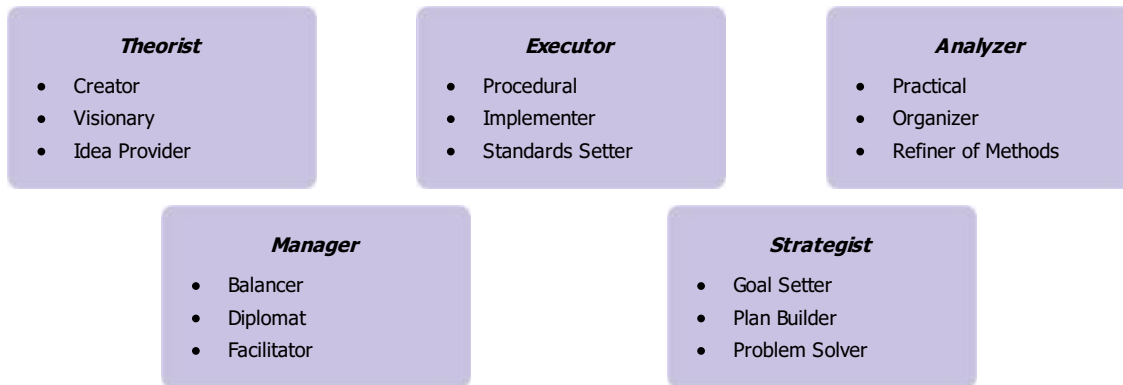 Theorist
• Creator
• Visionary
• Idea Provider
Executor
• Procedural
• Implementer
• Standards Setter
Analyzer
• Practical
• Organizer
• Refiner of Methods
Manager
• Balancer
• Diplomat
• Facilitator
Strategist
• Goal Setter
• Plan Builder
• Problem Solver